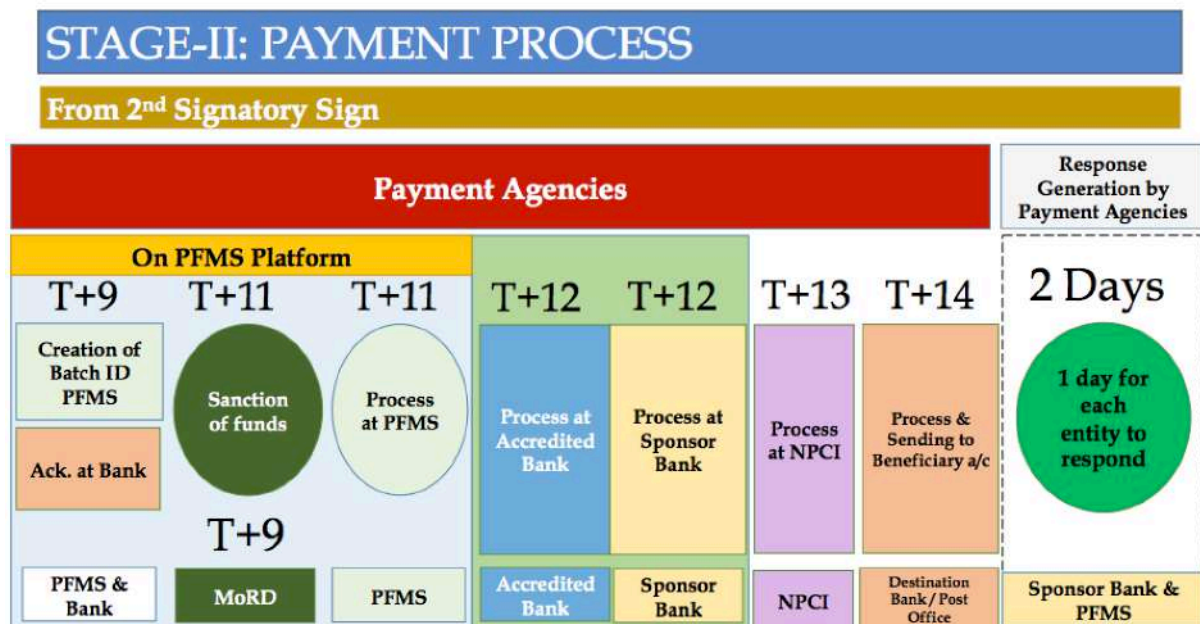 STAGE-II: PAYMENT PROCESS
From 2nd Signatory Sign
Payment Agencies
Response
Generation by
Payment Agencies
On PFMS Platform
T+9
T+11
T+11
T+12
T+12
T+13
T+14
2 Days
Creation of
Batch ID
PFMS
Ack. at Bank
Sanction
of funds
Process
at PFMS
Process at
Accredited
Bank
Process at
Sponsor
Bank
Process
at NPCI
Process &
Sending to
Beneficiary a/c
1 day for
each
entity to
respond
T+9
PFMS &
Bank
MoRD
PFMS
Accredited
Bank
Sponsor
Bank
NPCI
Destination
Bank/Post
Office
Sponsor Bank &
PFMS